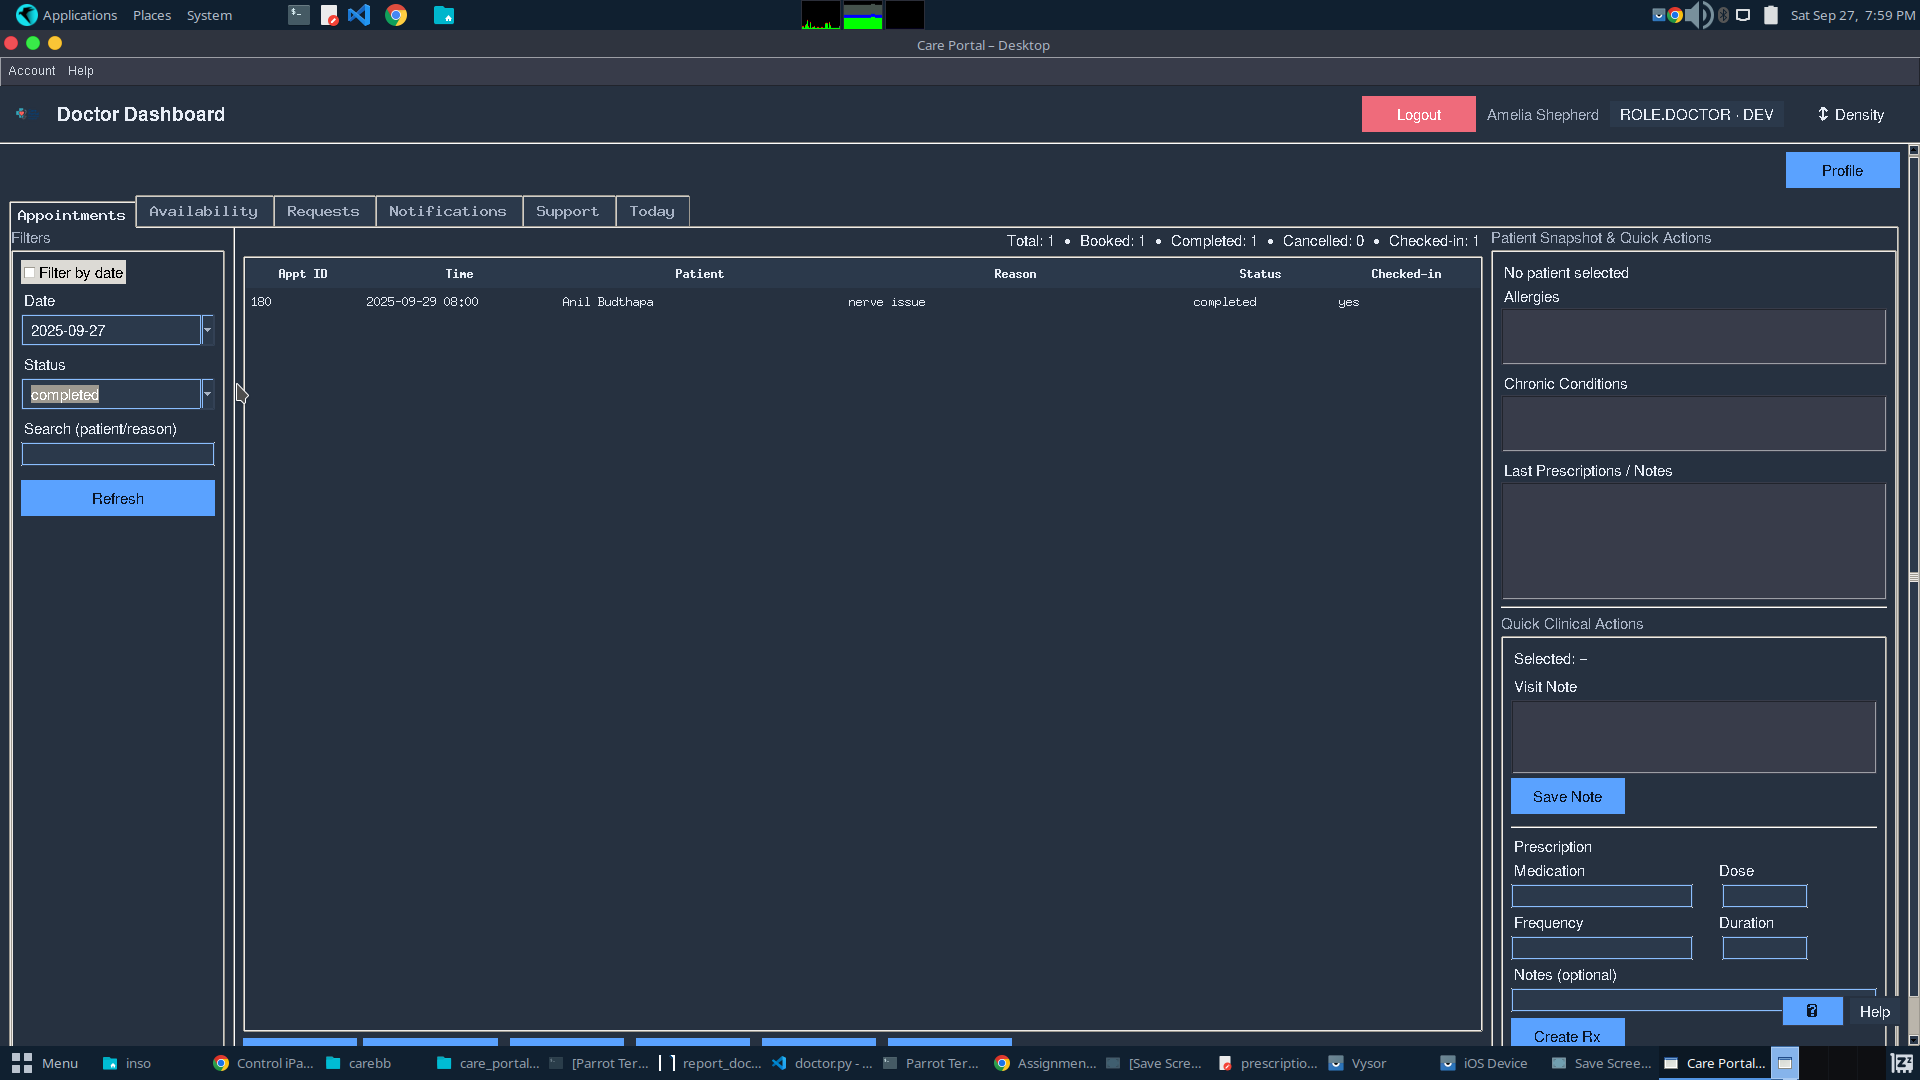 Applications Places System
Sat Sep 27, 7:59 PM
Care Portal – Desktop
Account Help
Doctor Dashboard
Logout
Amelia Shepherd
ROLE.DOCTOR · DEV
⇕ Density
Profile
Appointments
Availability
Requests
Notifications
Support
Today
Filters
Total: 1 • Booked: 1 • Completed: 1 • Cancelled: 0 • Checked-in: 1
Patient Snapshot & Quick Actions
Filter by date
Date
2025-09-27
Status
completed
Search (patient/reason)
Refresh
Appt ID Time Patient Reason Status Checked-in
180 2025-09-29 08:00 Anil Budthapa nerve issue completed yes
No patient selected
Allergies
Chronic Conditions
Last Prescriptions / Notes
Quick Clinical Actions
Selected: –
Visit Note
Save Note
Prescription
Medication Dose
Frequency Duration
Notes (optional)
? Help
Create Rx
Menu
inso
Control iPa...
carebb
care_portal...
[Parrot Ter...
report_doc...
doctor.py - ...
Parrot Ter...
Assignmen...
[Save Scre...
prescriptio...
Vysor
iOS Device
Save Scree...
Care Portal...